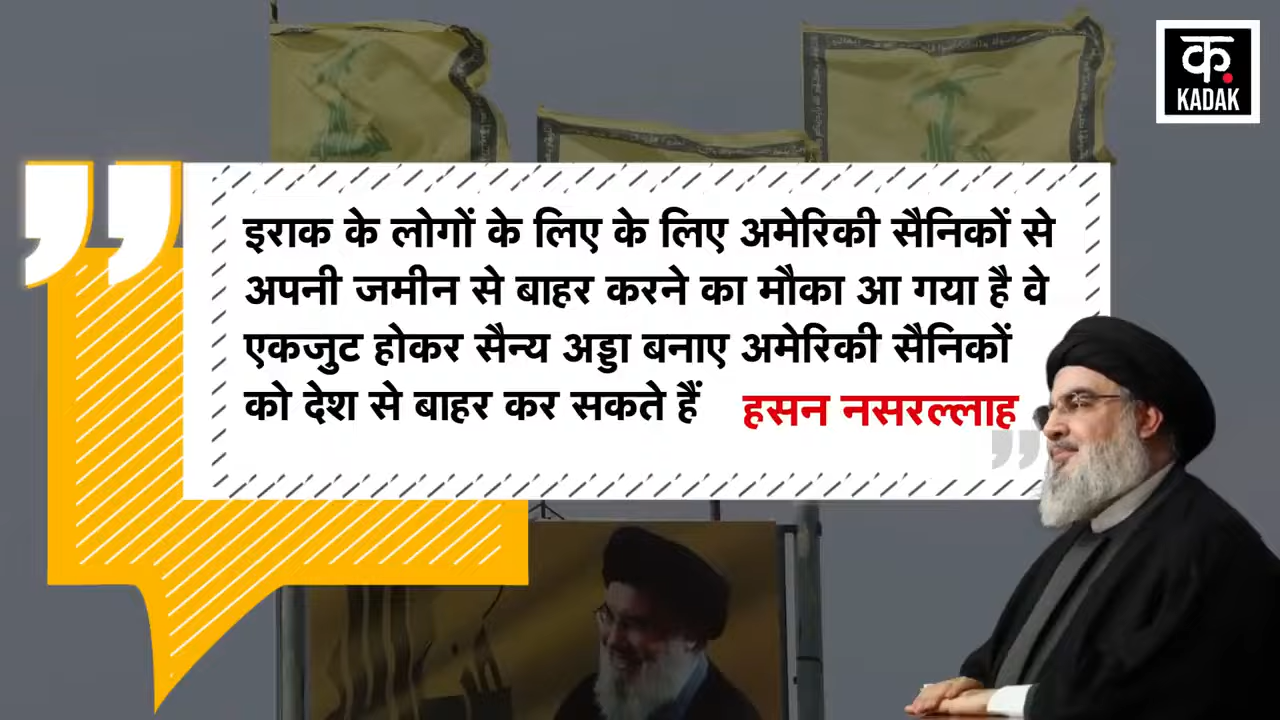 क.
KADAK
इराक के लोगों के लिए के लिए अमेरिकी सैनिकों से
अपनी जमीन से बाहर करने का मौका आ गया है वे
एकजुट होकर सैन्य अड्डा बनाए अमेरिकी सैनिकों
को देश से बाहर कर सकते हैं
हसन नसरल्लाह